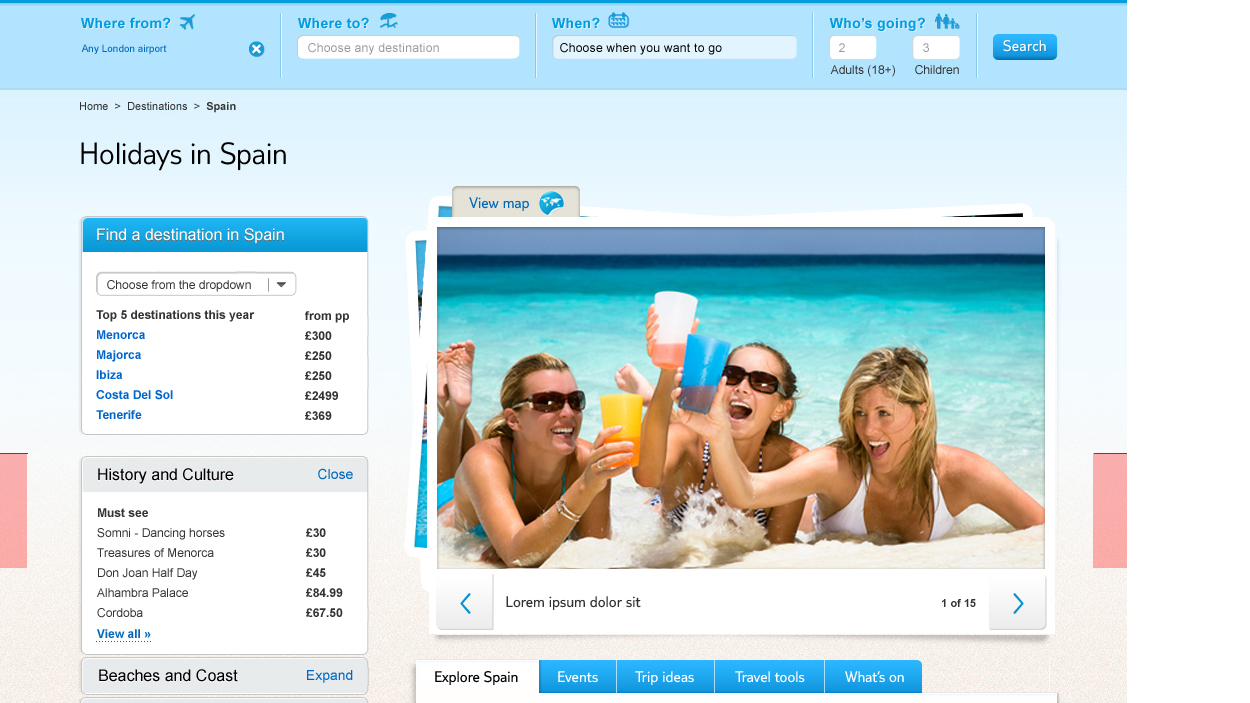 Where from?
Any London airport
Where to?
Choose any destination
When?
Choose when you want to go
Who's going?
2
3
Adults (18+)
Children
Search
Home > Destinations > Spain
Holidays in Spain
View map
Find a destination in Spain
Choose from the dropdown
Top 5 destinations this year from pp
Menorca £300
Majorca £250
Ibiza £250
Costa Del Sol £2499
Tenerife £369
History and Culture Close
Must see
Somni - Dancing horses £30
Treasures of Menorca £30
Don Joan Half Day £45
Alhambra Palace £84.99
Cordoba £67.50
View all »
Beaches and Coast Expand
Lorem ipsum dolor sit 1 of 15
Explore Spain Events Trip ideas Travel tools What's on